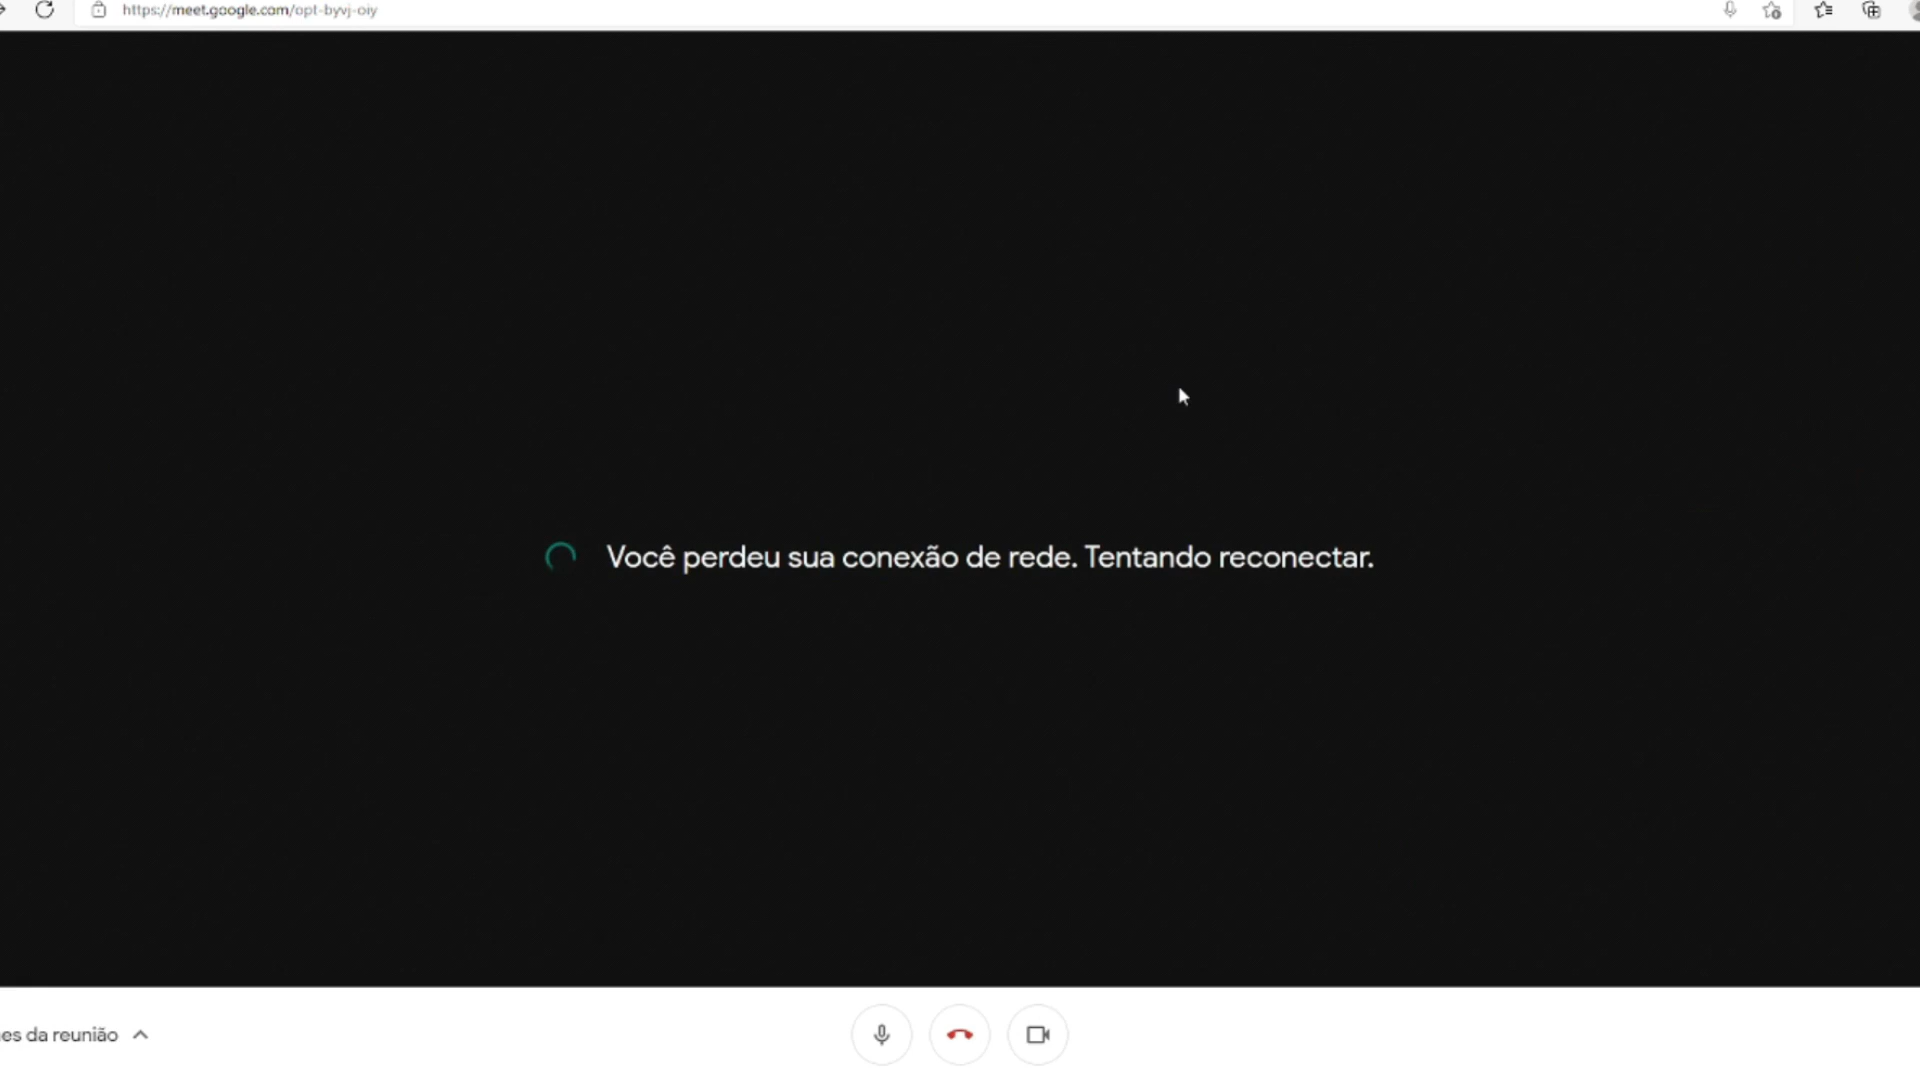 https://meet.google.com/opt-byvj-oiy
Você perdeu sua conexão de rede. Tentando reconectar.
es da reunião